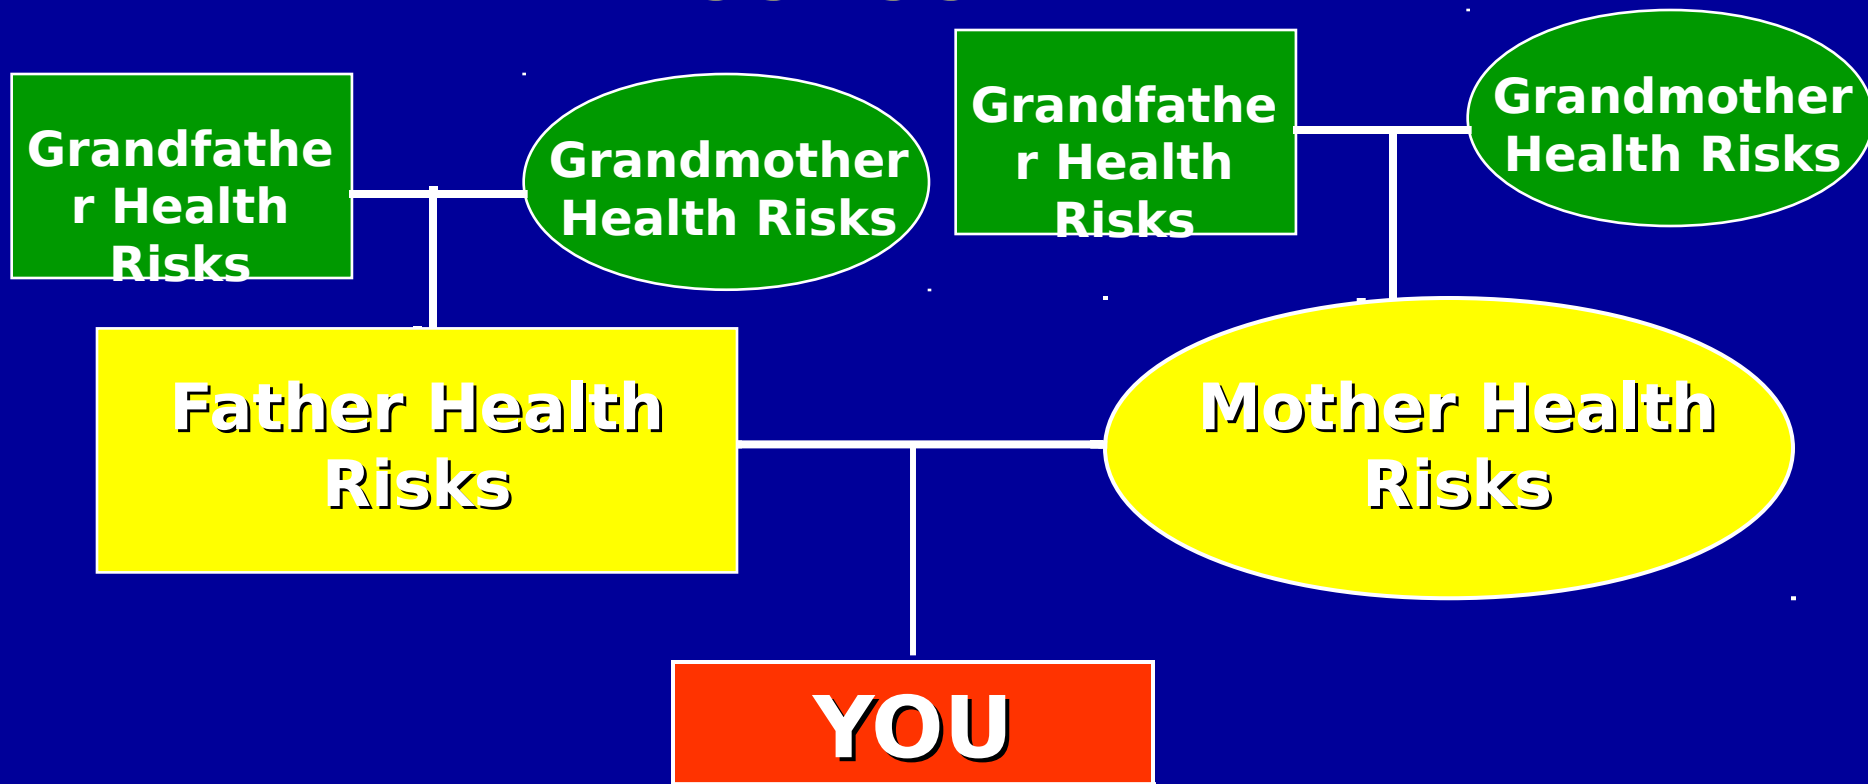 Grandfathe
r Health
Risks
Grandmother
Health Risks
Grandfathe
r Health
Risks
Grandmother
Health Risks
Father Health
Risks
Mother Health
Risks
YOU